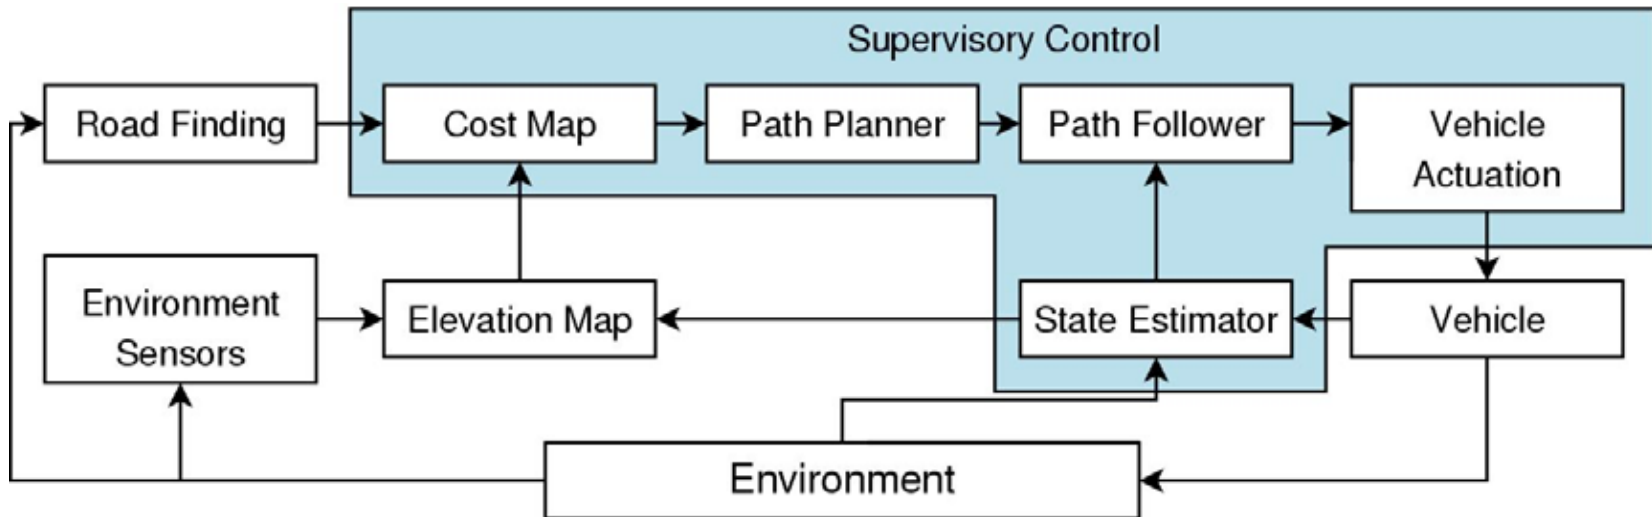 Supervisory Control
Road Finding
Cost Map
Path Planner
Path Follower
Vehicle
Actuation
Environment
Sensors
Elevation Map
State Estimator
Vehicle
Environment